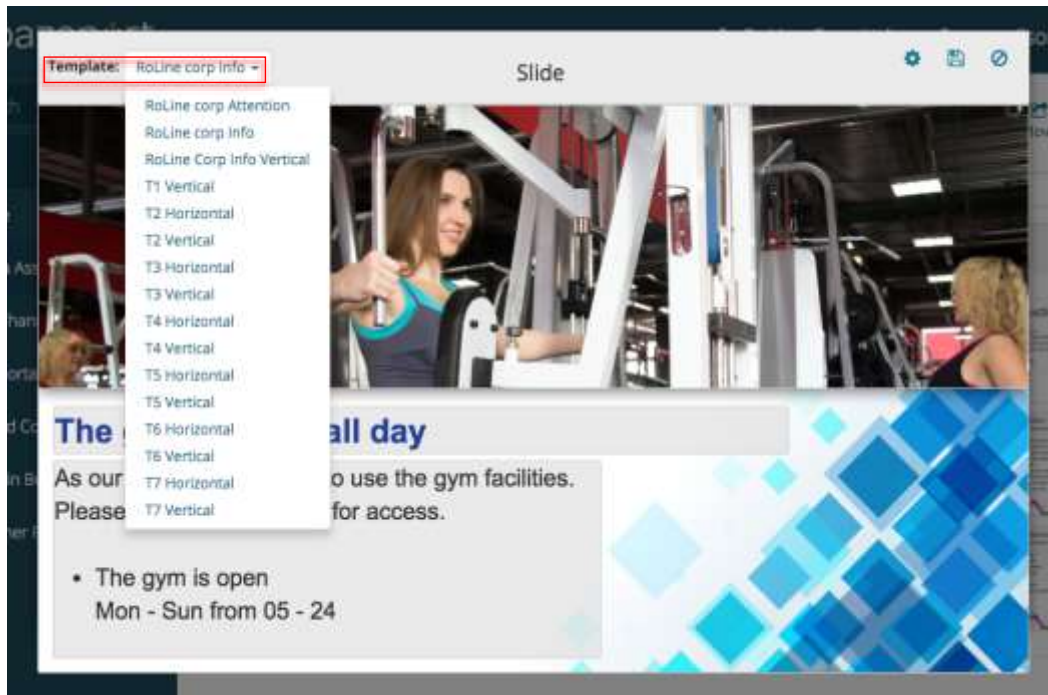 Template: RoLine corp Info
Slide
RoLine corp Attention
RoLine corp Info
RoLine Corp Info Vertical
T1 Vertical
T2 Horizontal
T2 Vertical
T3 Horizontal
T3 Vertical
T4 Horizontal
T4 Vertical
T5 Horizontal
T5 Vertical
T6 Horizontal
T6 Vertical
T7 Horizontal
T7 Vertical
The all day
As our o use the gym facilities.
Please for access.
• The gym is open
Mon - Sun from 05 - 24